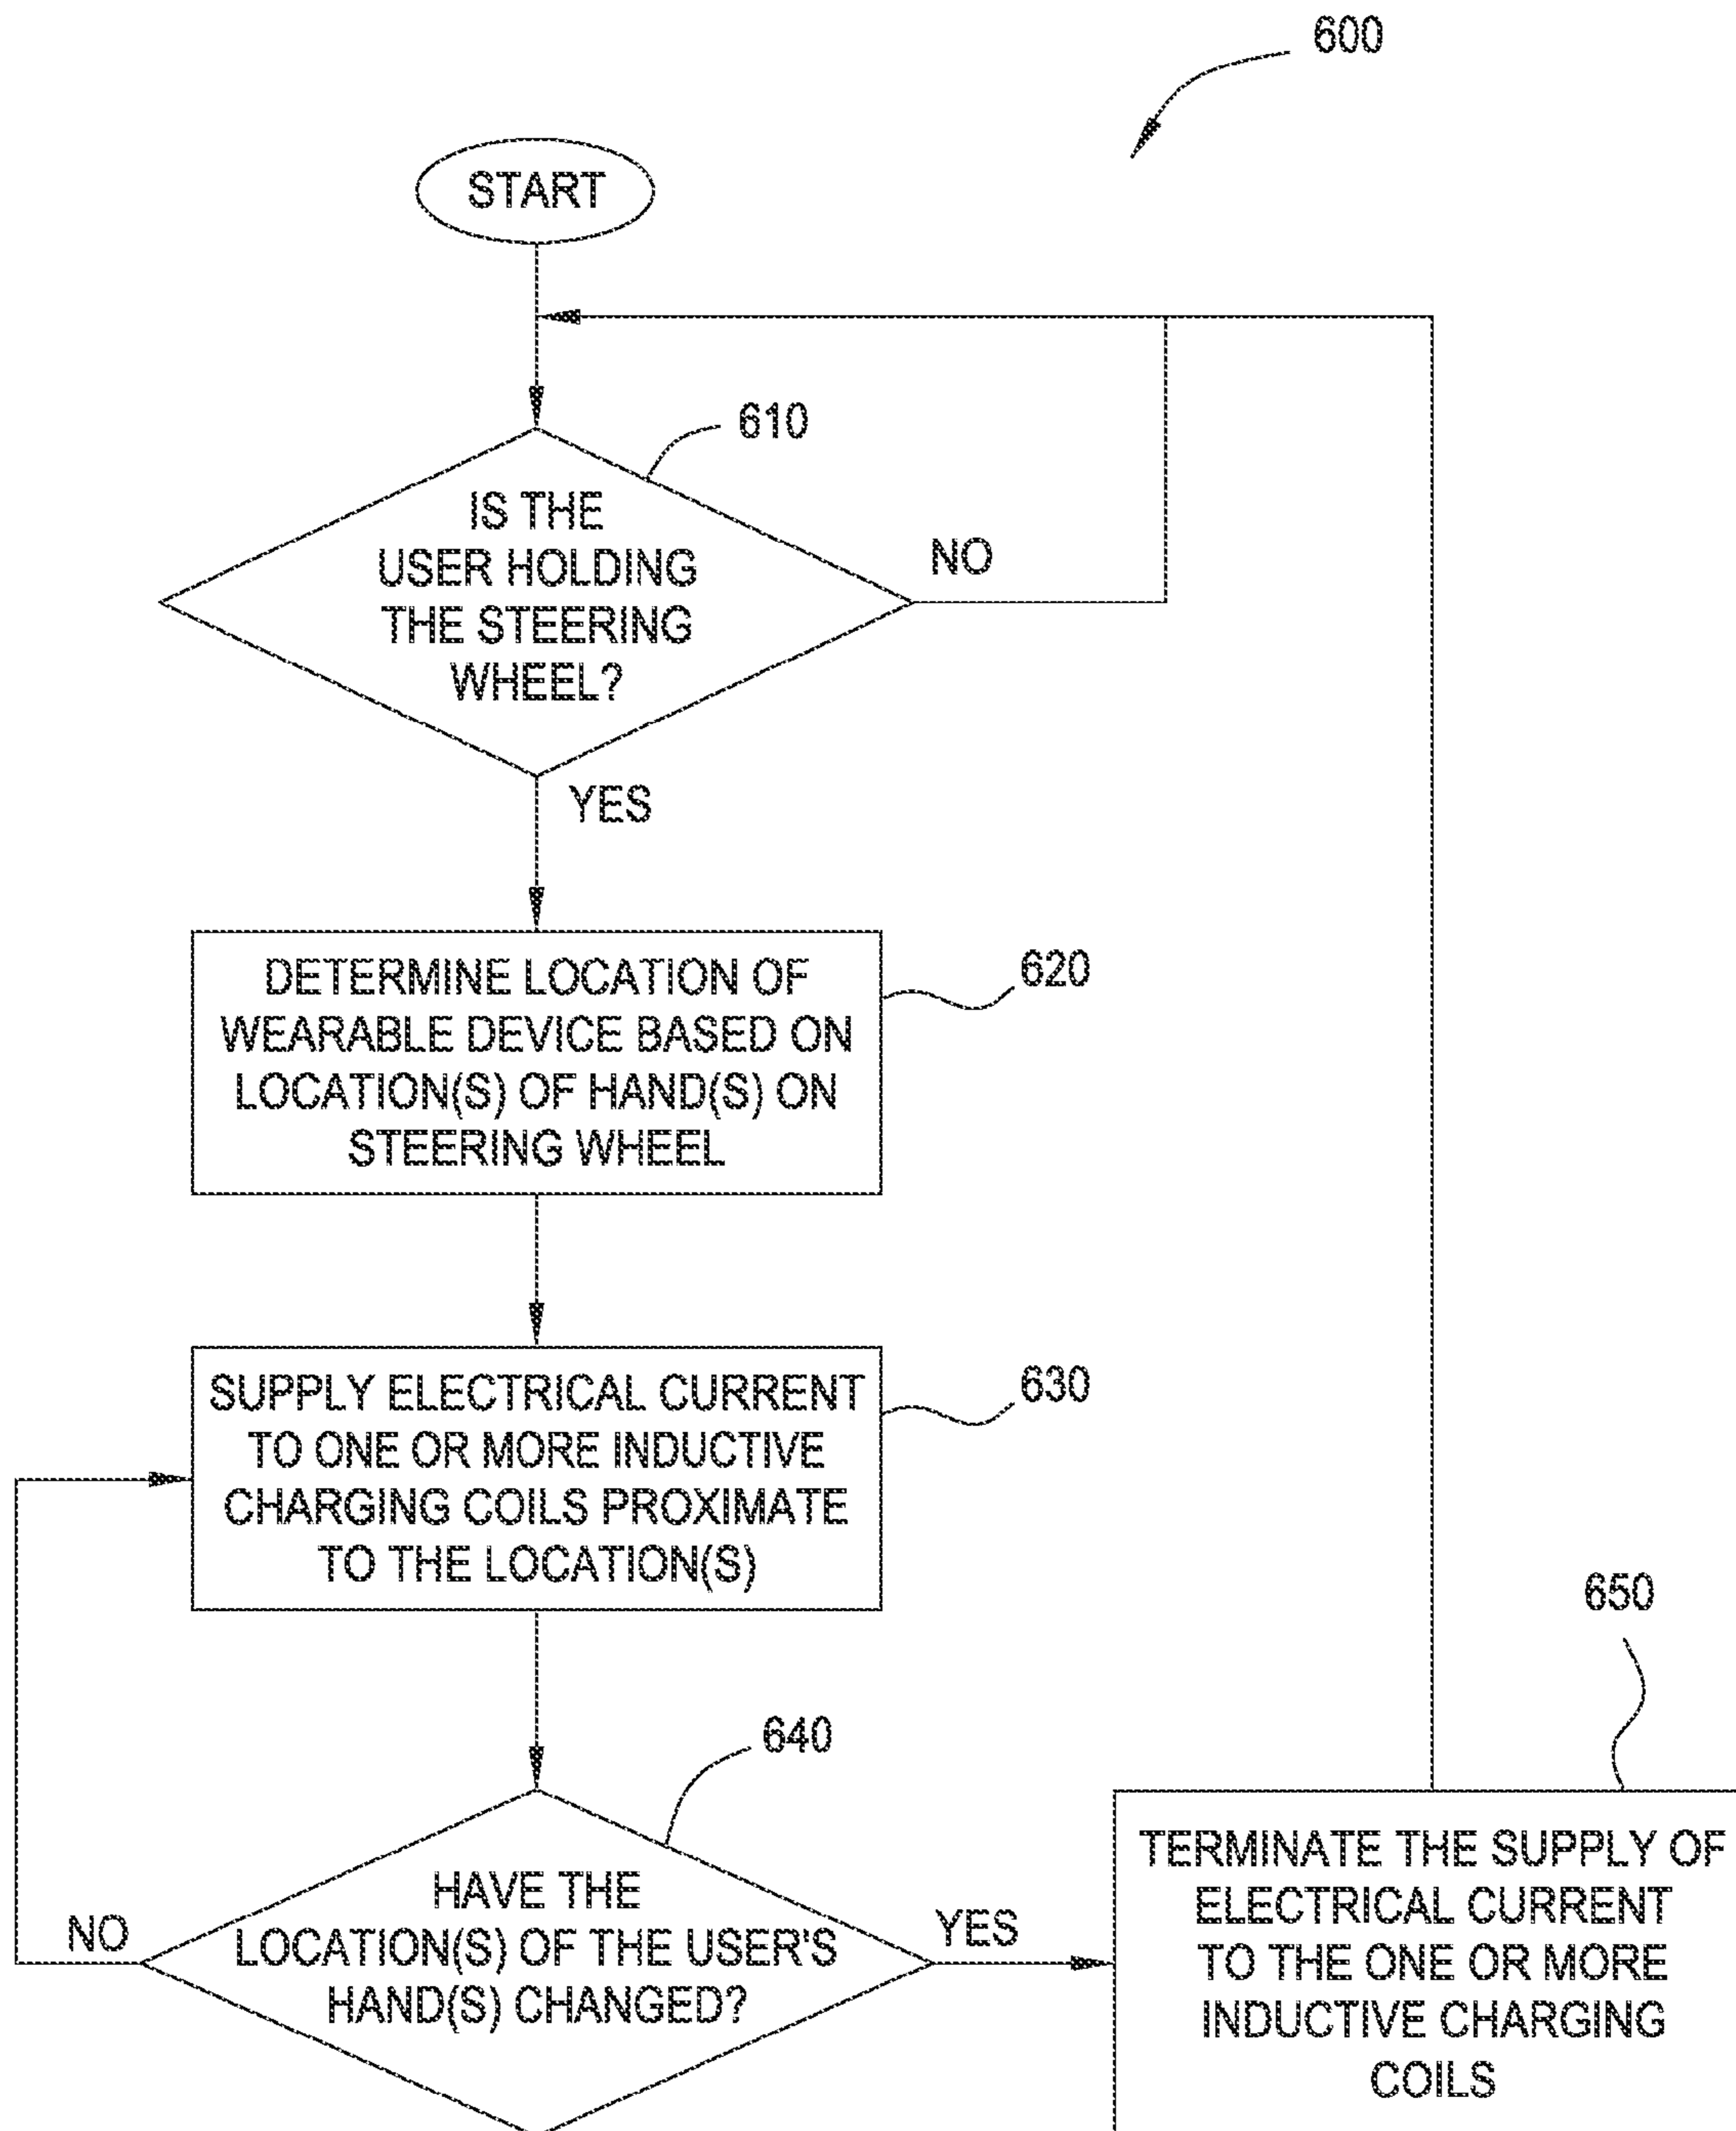 600
START
610
IS THE
USER HOLDING
THE STEERING
WHEEL?
NO
YES
620
DETERMINE LOCATION OF
WEARABLE DEVICE BASED ON
LOCATION(S) OF HAND(S) ON
STEERING WHEEL
630
SUPPLY ELECTRICAL CURRENT
TO ONE OR MORE INDUCTIVE
CHARGING COILS PROXIMATE
TO THE LOCATION(S)
640
HAVE THE
LOCATION(S) OF THE USER'S
HAND(S) CHANGED?
NO
YES
650
TERMINATE THE SUPPLY OF
ELECTRICAL CURRENT
TO THE ONE OR MORE
INDUCTIVE CHARGING
COILS